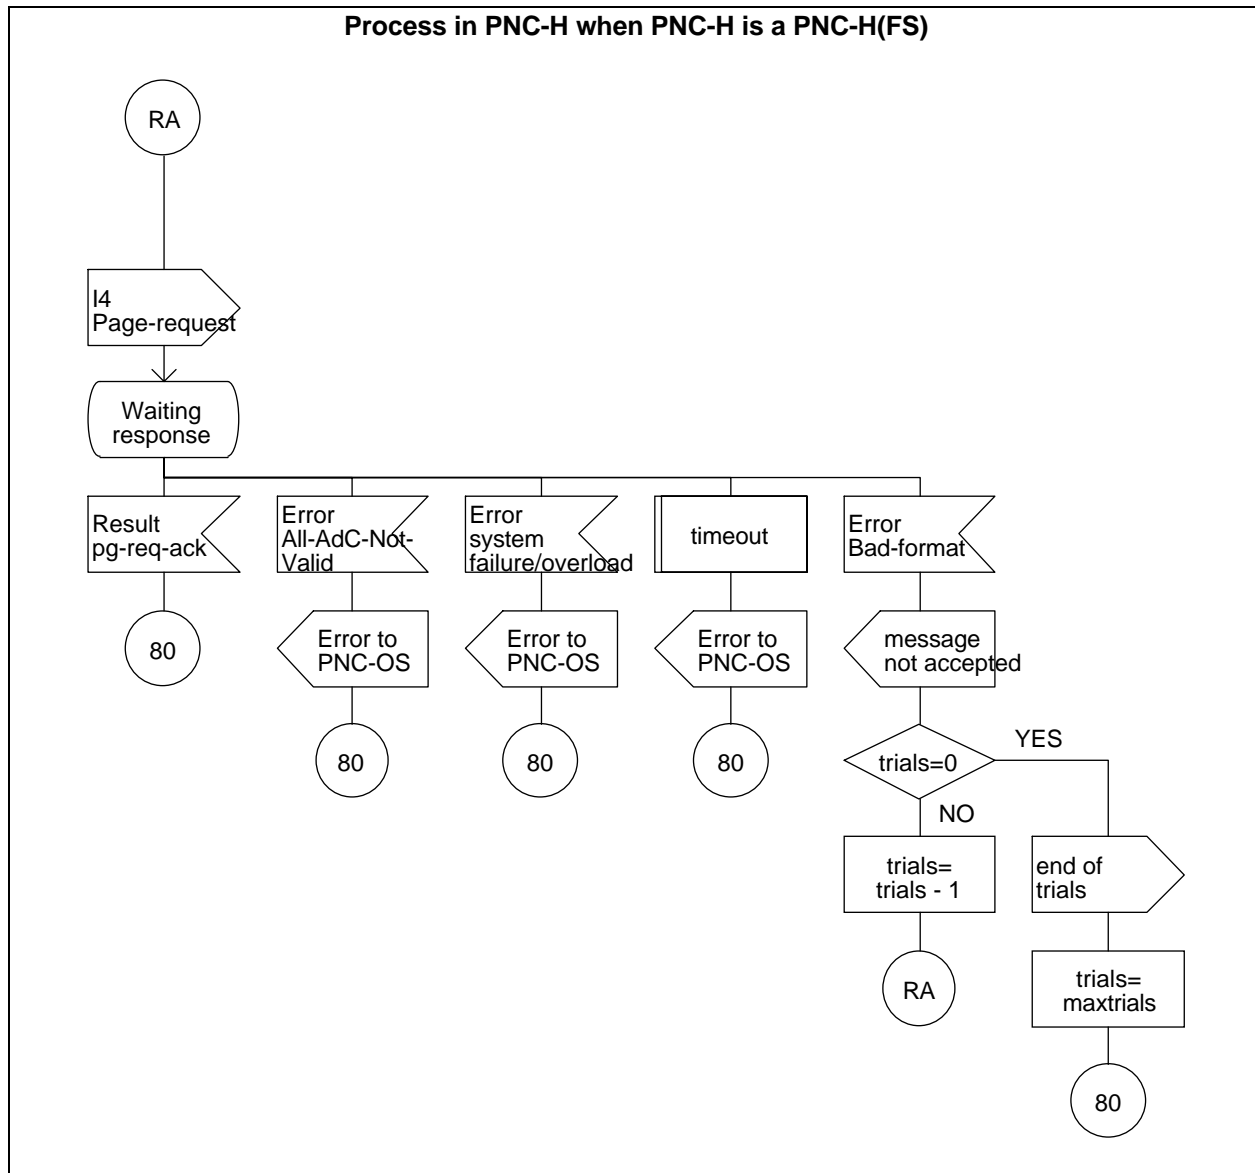 Process in PNC-H when PNC-H is a PNC-H(FS)
RA
I4
Page-request
Waiting
response
Result
pg-req-ack
Error
All-AdC-Not-
Valid
Error
system
failure/overload
timeout
Error
Bad-format
80
Error to
PNC-OS
Error to
PNC-OS
Error to
PNC-OS
message
not accepted
80
80
80
trials=0
YES
NO
trials=
trials - 1
end of
trials
RA
trials=
maxtrials
80